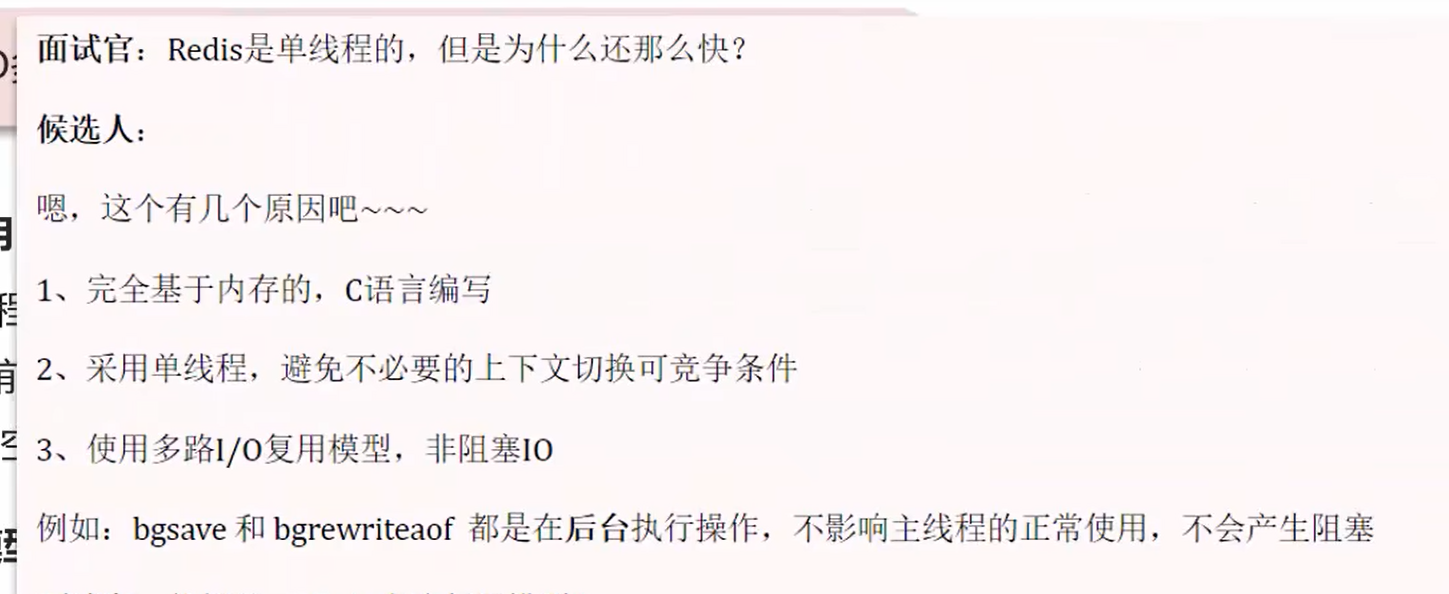 面试官：Redis是单线程的，但是为什么还那么快？
候选人：
嗯，这个有几个原因吧~~~
1、完全基于内存的，C语言编写
2、采用单线程，避免不必要的上下文切换可竞争条件
3、使用多路I/O复用模型，非阻塞IO
例如：bgsave 和 bgrewriteaof 都是在后台执行操作，不影响主线程的正常使用，不会产生阻塞